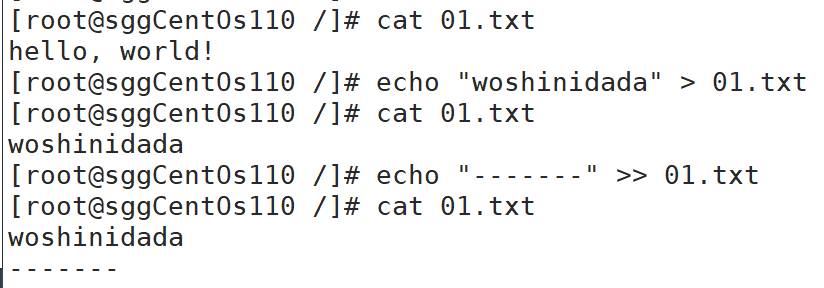 [root@sggCentOs110 /]# cat 01.txt
hello, world!
[root@sggCentOs110 /]# echo "woshinidada" > 01.txt
[root@sggCentOs110 /]# cat 01.txt
woshinidada
[root@sggCentOs110 /]# echo "-------" >> 01.txt
[root@sggCentOs110 /]# cat 01.txt
woshinidada
-------